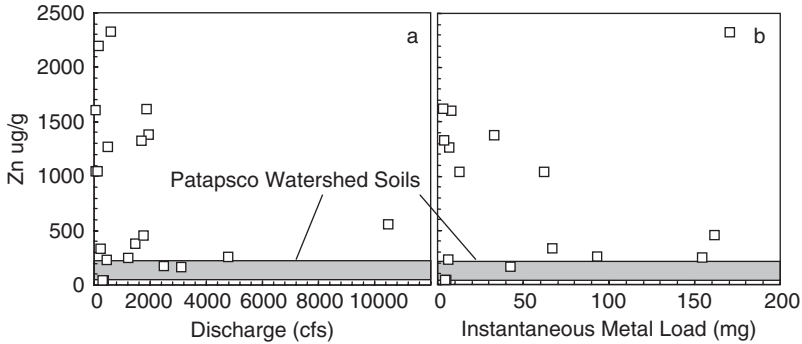 2500
2000
1500
1000
500
0
Zn ug/g
a
b
Patapsco Watershed Soils
0 2000 4000 6000 8000 10000
0 50 100 150 200
Discharge (cfs)
Instantaneous Metal Load (mg)